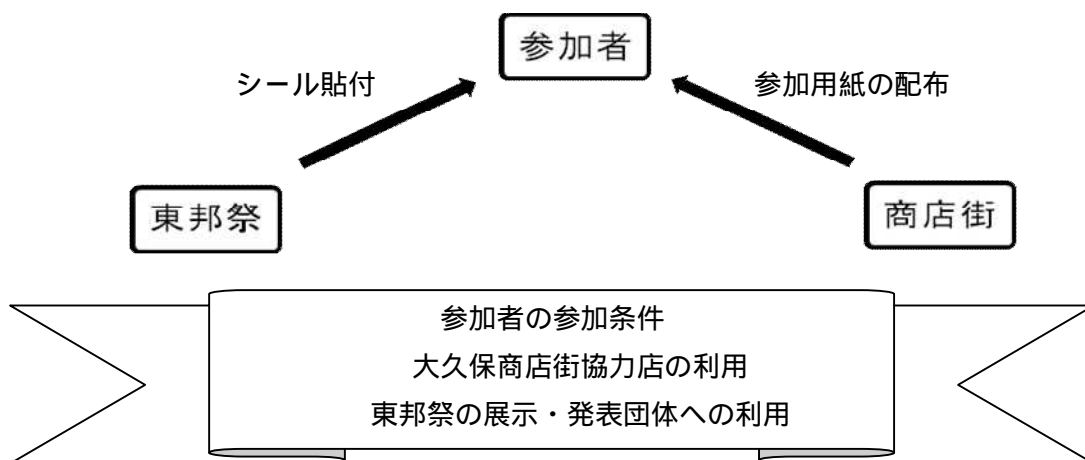 参加者
シール貼付
参加用紙の配布
東邦祭
商店街
参加者の参加条件
大久保商店街協力店の利用
東邦祭の展示・発表団体への利用